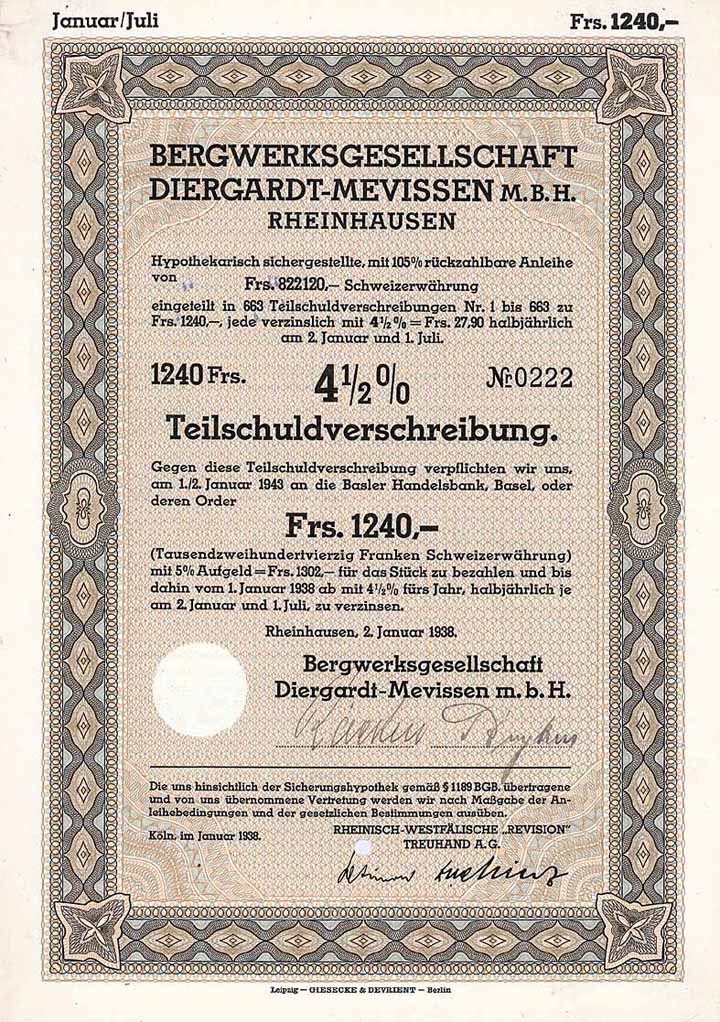 Januar/Juli Frs. 1240,–
BERGWERKSGESELLSCHAFT
DIERGARDT-MEVISSEN M.B.H.
RHEINHAUSEN
Hypothekarisch sichergestellte, mit 105% rückzahlbare Anleihe
von Frs. 822120,– Schweizerwährung
eingeteilt in 663 Teilschuldverschreibungen Nr. 1 bis 663 zu
Frs. 1240,–, jede verzinslich mit 4½% = Frs. 27,90 halbjährlich
am 2. Januar und 1. Juli.
1240 Frs. 4½% Nr. 0222
Teilschuldverschreibung.
Gegen diese Teilschuldverschreibung verpflichten wir uns,
am 1./2. Januar 1943 an die Basler Handelsbank, Basel, oder
deren Order
Frs. 1240,–
(Tausendzweihundertvierzig Franken Schweizerwährung)
mit 5% Aufgeld = Frs. 1302,– für das Stück zu bezahlen und bis
dahin vom 1. Januar 1938 ab mit 4½% fürs Jahr, halbjährlich je
am 2. Januar und 1. Juli, zu verzinsen.
Rheinhausen, 2. Januar 1938.
Bergwerksgesellschaft
Diergardt-Mevissen m.b.H.
Die uns hinsichtlich der Sicherungshypothek gemäß § 1189 BGB. übertragene
und von uns übernommene Vertretung werden wir nach Maßgabe der An-
leihebedingungen und der gesetzlichen Bestimmungen ausüben.
Köln, im Januar 1938.
RHEINISCH-WESTFÄLISCHE „REVISION"
TREUHAND A.G.
Leipzig – GIESECKE & DEVRIENT – Berlin